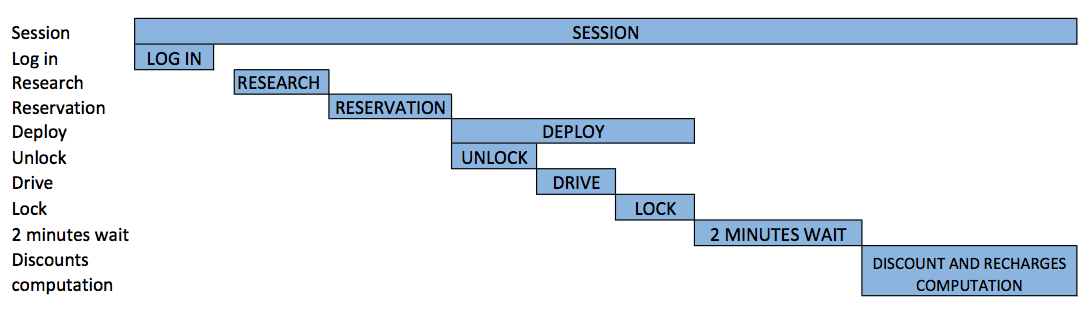 Session SESSION
Log in LOG IN
Research RESEARCH
Reservation RESERVATION
Deploy DEPLOY
Unlock UNLOCK
Drive DRIVE
Lock LOCK
2 minutes wait 2 MINUTES WAIT
Discounts DISCOUNT AND RECHARGES
computation COMPUTATION